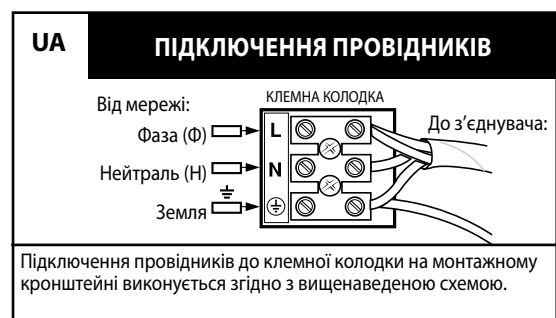 UA
ПІДКЛЮЧЕННЯ ПРОВІДНИКІВ
КЛЕМНА КОЛОДКА
Від мережі:
Фаза (Ф)
L
До з’єднувача:
Нейтраль (Н)
N
Земля
Підключення провідників до клемної колодки на монтажному
кронштейні виконується згідно з вищенаведеною схемою.